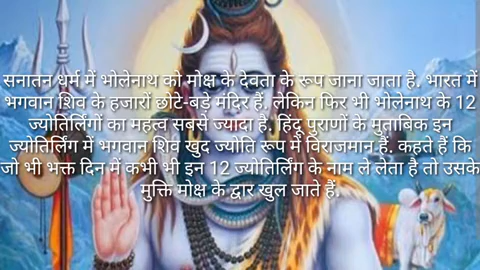 सनातन धर्म में भोलेनाथ को मोक्ष के देवता के रूप जाना जाता है. भारत में
भगवान शिव के हजारों छोटे-बड़े मंदिर हैं. लेकिन फिर भी भोलेनाथ के 12
ज्योतिर्लिंगों का महत्व सबसे ज्यादा है. हिंदू पुराणों के मुताबिक इन
ज्योतिर्लिंग में भगवान शिव खुद ज्योति रूप में विराजमान हैं. कहते हैं कि
जो भी भक्त दिन में कभी भी इन 12 ज्योतिर्लिंग के नाम ले लेता है तो उसके
मुक्ति मोक्ष के द्वार खुल जाते हैं.